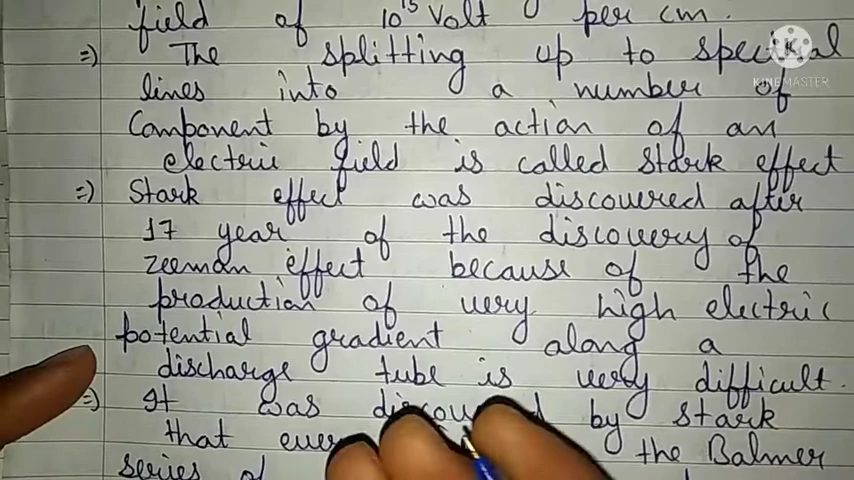 field of 10¹⁵ Volt per cm.
=) The splitting up to spectral
lines into a number of
Component by the action of an
electric field is called stark effect
=) Stark effect was discovered after
17 year of the discovery of
zeeman effect because of the
production of very high electric
potential gradient along a
discharge tube is very difficult.
=) It was by stark
that the Balmer
series of
KINEMASTER